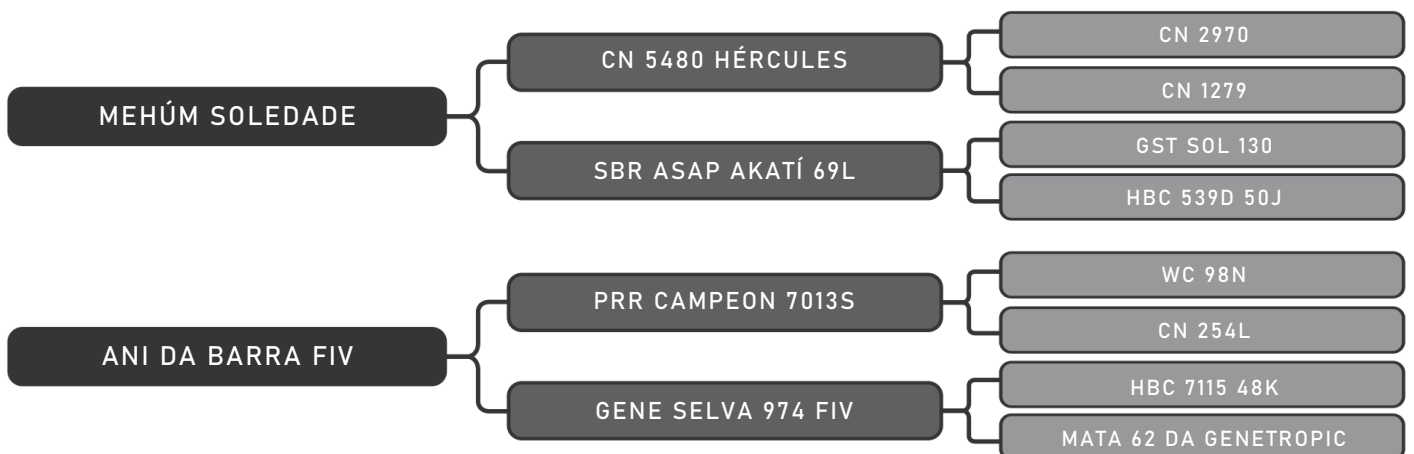 MEHÚM SOLEDADE
CN 5480 HÉRCULES
CN 2970
CN 1279
SBR ASAP AKATÍ 69L
GST SOL 130
HBC 539D 50J
ANI DA BARRA FIV
PRR CAMPEON 7013S
WC 98N
CN 254L
GENE SELVA 974 FIV
HBC 7115 48K
MATA 62 DA GENETROPIC